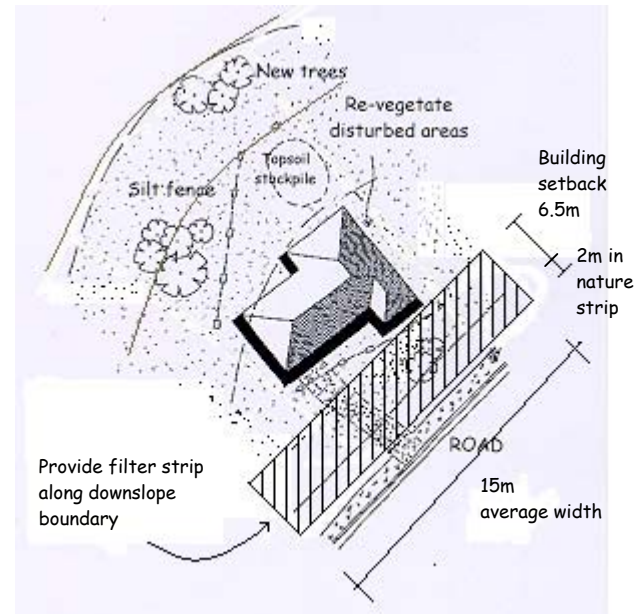 New trees
Re-vegetate
disturbed areas
Topsoil
stockpile
Silt fence
Building
setback
6.5m
2m in
nature
strip
ROAD
15m
average width
Provide filter strip
along downslope
boundary